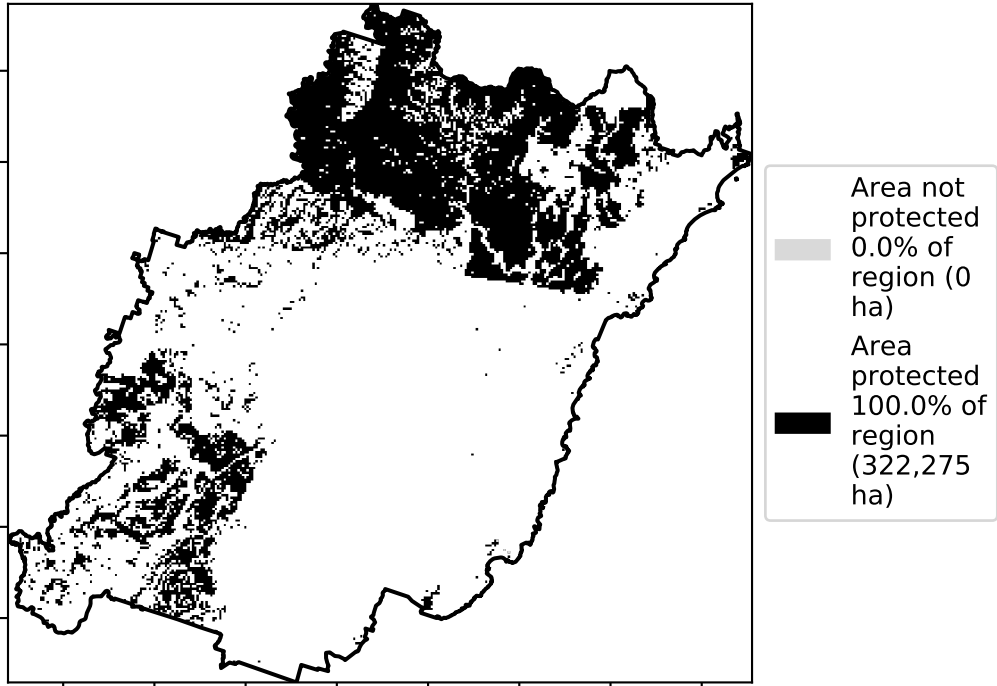 Area not
protected
0.0% of
region (0
ha)
Area
protected
100.0% of
region
(322,275
ha)